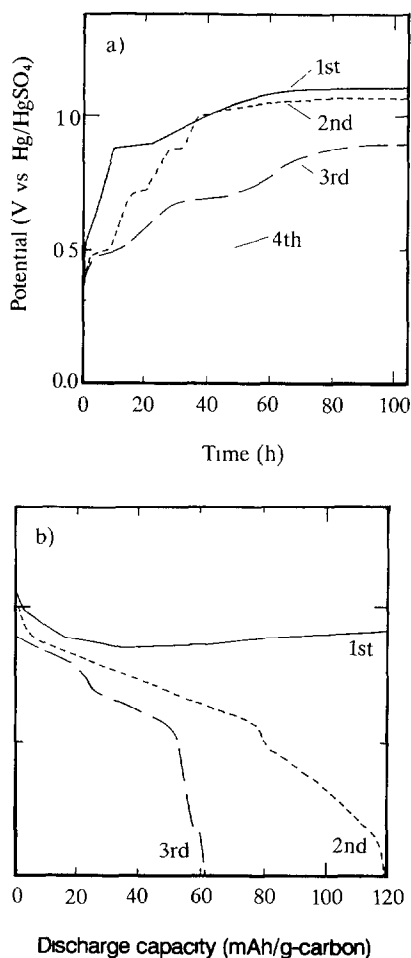 a)
Potential (V vs Hg/HgSO₄)
1 0
0 5
0 0
1st
2nd
3rd
4th
0
20
40
60
80
100
Time (h)
b)
1st
2nd
3rd
0
20
40
60
80
100
120
Discharge capacity (mAh/g-carbon)